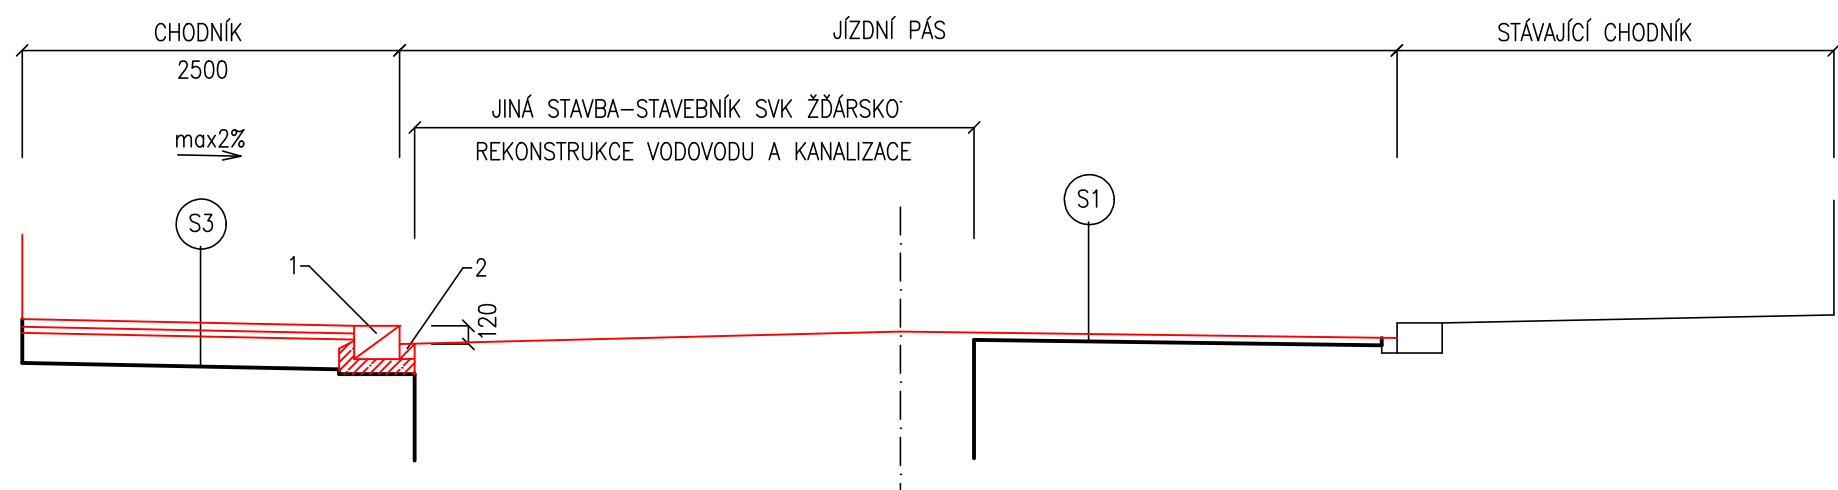 CHODNÍK
JÍZDNÍ PÁS
STÁVAJÍCÍ CHODNÍK
2500
JINÁ STAVBA-STAVEBNÍK SVK ŽĎÁRSKO
max2%
REKONSTRUKCE VODOVODU A KANALIZACE
S1
S3
1
2
120